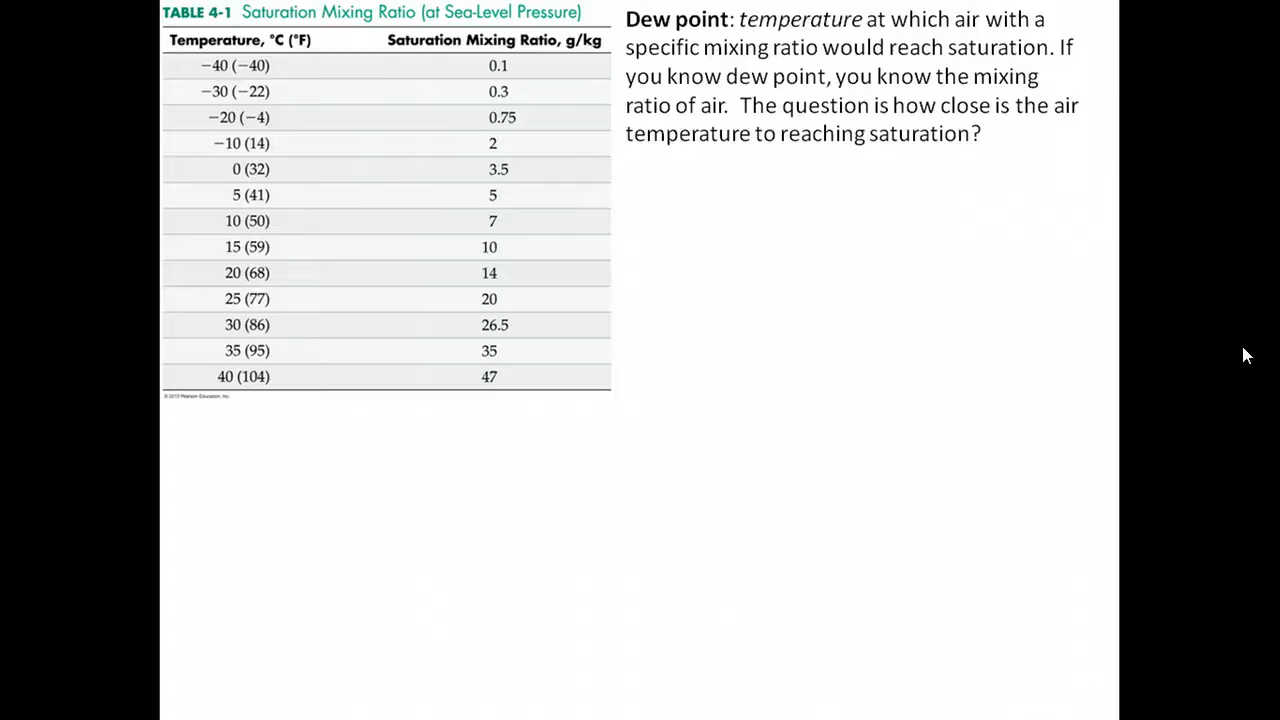 TABLE 4-1 Saturation Mixing Ratio (at Sea-Level Pressure)
Temperature, °C (°F) Saturation Mixing Ratio, g/kg
−40 (−40) 0.1
−30 (−22) 0.3
−20 (−4) 0.75
−10 (14) 2
0 (32) 3.5
5 (41) 5
10 (50) 7
15 (59) 10
20 (68) 14
25 (77) 20
30 (86) 26.5
35 (95) 35
40 (104) 47
Dew point: temperature at which air with a
specific mixing ratio would reach saturation. If
you know dew point, you know the mixing
ratio of air. The question is how close is the air
temperature to reaching saturation?